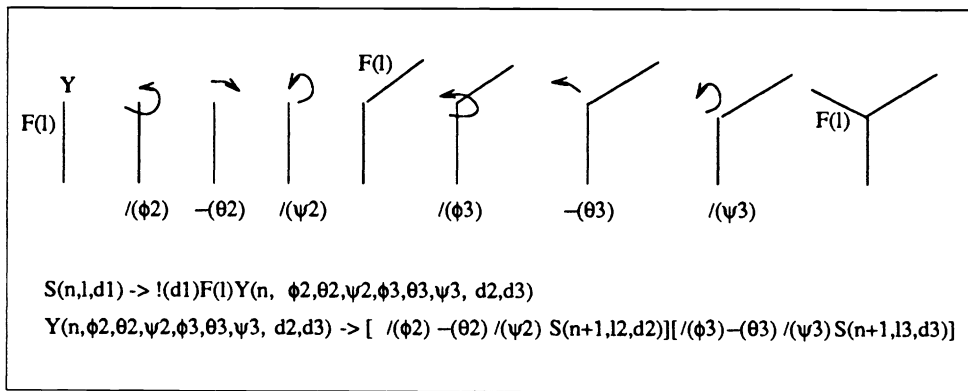 Y
F(l)
F(l)
F(l)
/(ϕ2)
–(θ2)
/(ψ2)
/(ϕ3)
–(θ3)
/(ψ3)
S(n,l,d1) -> !(d1)F(l)Y(n, ϕ2,θ2,ψ2,ϕ3,θ3,ψ3, d2,d3)
Y(n,ϕ2,θ2,ψ2,ϕ3,θ3,ψ3, d2,d3) -> [ /(ϕ2) –(θ2) /(ψ2) S(n+1,l2,d2)][/(ϕ3)–(θ3) /(ψ3) S(n+1,l3,d3)]